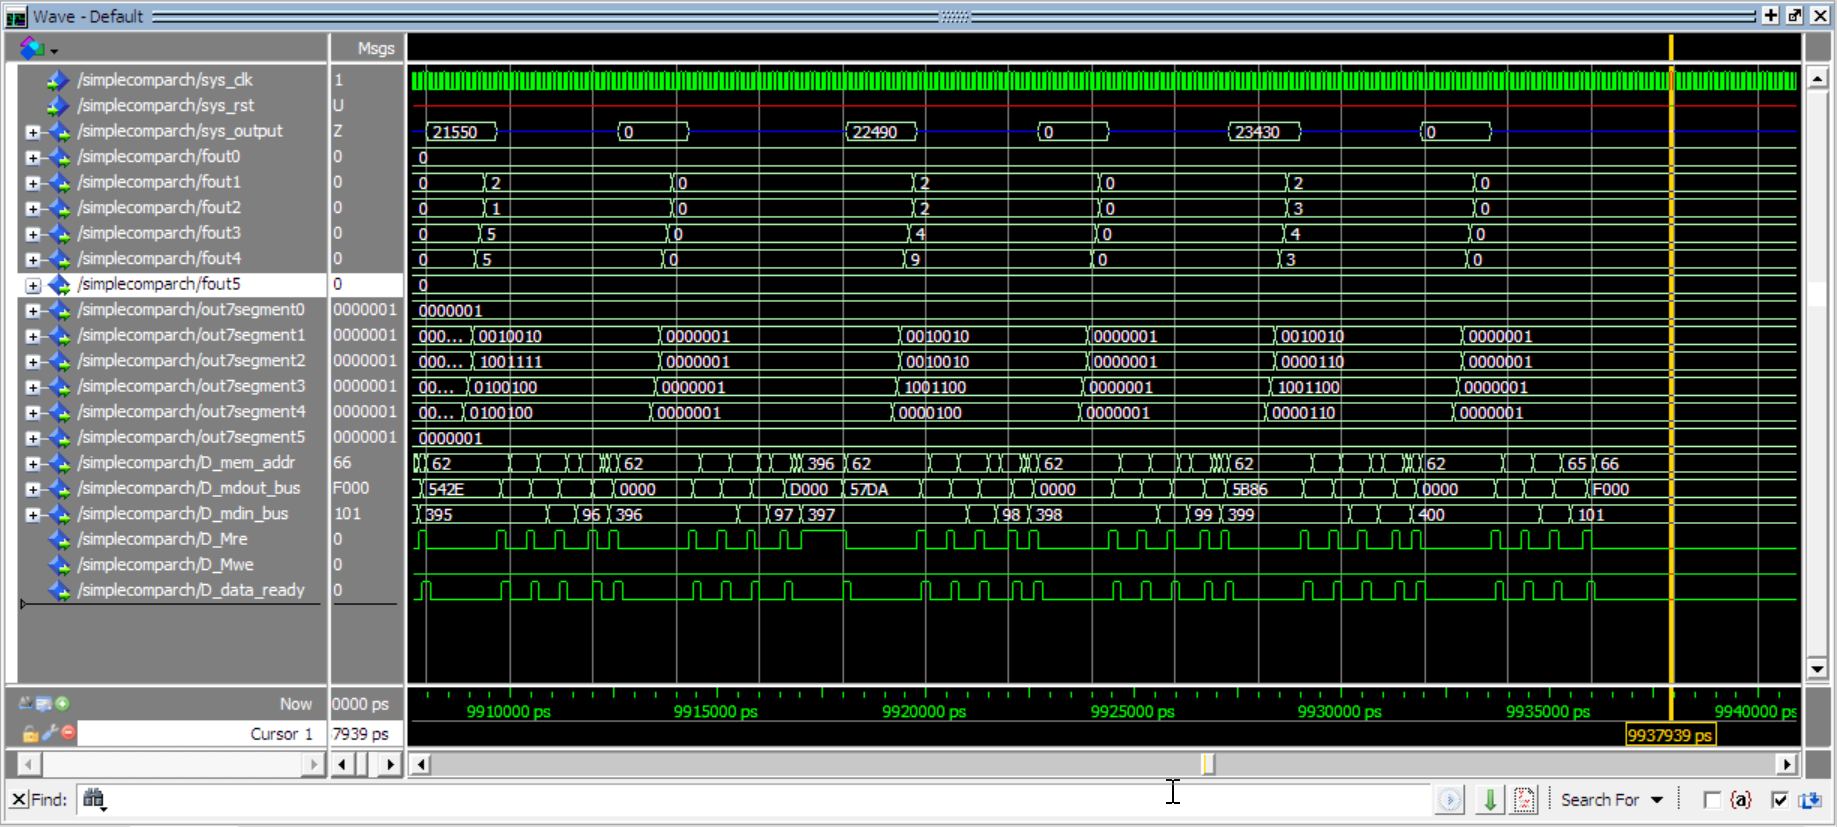 Wave - Default
Msgs
/simplecomparch/sys_clk 1
/simplecomparch/sys_rst U
/simplecomparch/sys_output Z 21550 0 22490 0 23430 0
/simplecomparch/fout0 0 0
/simplecomparch/fout1 0 0 2 0 2 0 2 0
/simplecomparch/fout2 0 0 1 0 2 0 3 0
/simplecomparch/fout3 0 0 5 0 4 0 4 0
/simplecomparch/fout4 0 0 5 0 9 0 3 0
/simplecomparch/fout5 0 0
/simplecomparch/out7segment0 0000001 0000001
/simplecomparch/out7segment1 0000001 000... 0010010 0000001 0010010 0000001 0010010 0000001
/simplecomparch/out7segment2 0000001 000... 1001111 0000001 0010010 0000001 0000110 0000001
/simplecomparch/out7segment3 0000001 00... 0100100 0000001 1001100 0000001 1001100 0000001
/simplecomparch/out7segment4 0000001 00... 0100100 0000001 0000100 0000001 0000110 0000001
/simplecomparch/out7segment5 0000001 0000001
/simplecomparch/D_mem_addr 66 62 62 396 62 62 62 62 65 66
/simplecomparch/D_mdout_bus F000 542E 0000 D000 57DA 0000 5B86 0000 F000
/simplecomparch/D_mdin_bus 101 395 96 396 97 397 98 398 99 399 400 101
/simplecomparch/D_Mre 0
/simplecomparch/D_Mwe 0
/simplecomparch/D_data_ready 0
Now 0000 ps 9910000 ps 9915000 ps 9920000 ps 9925000 ps 9930000 ps 9935000 ps 9940000 ps
Cursor 1 7939 ps 9937939 ps
Find: Search For {a}